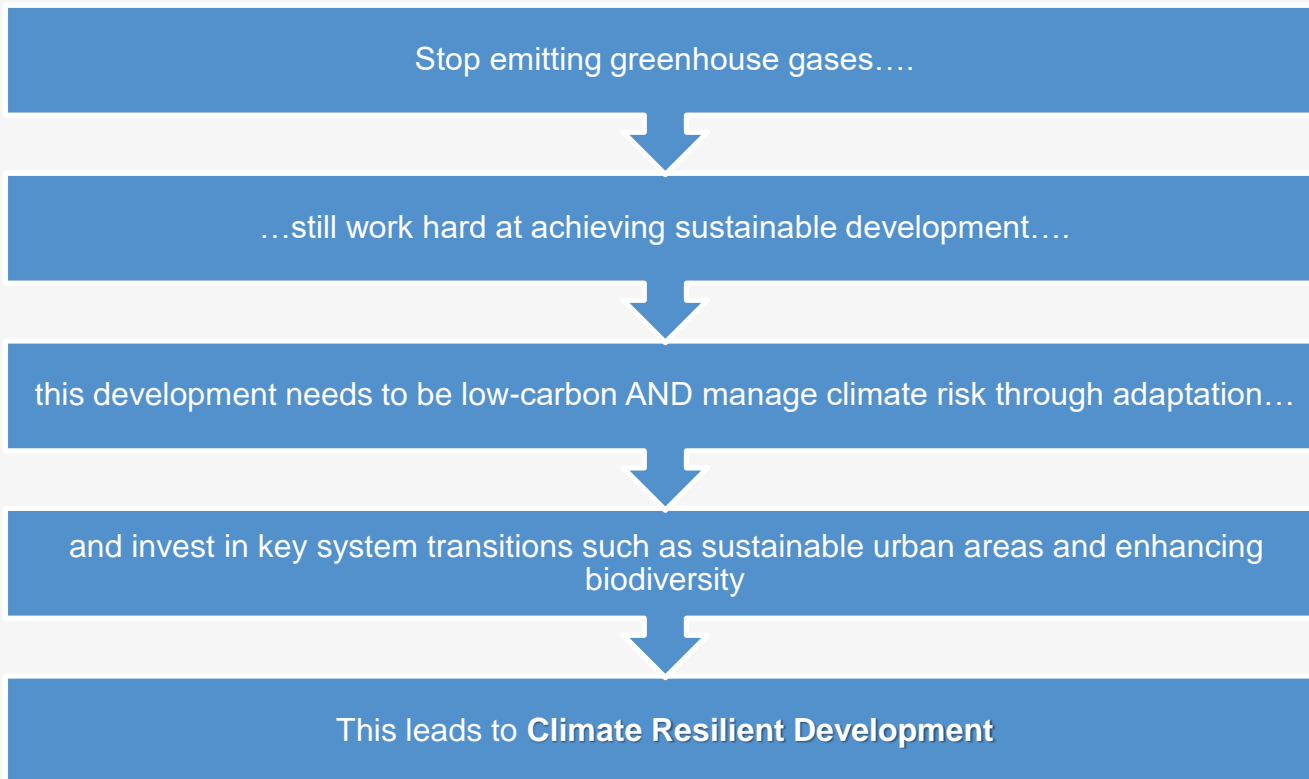 Stop emitting greenhouse gases….
…still work hard at achieving sustainable development….
this development needs to be low-carbon AND manage climate risk through adaptation…
and invest in key system transitions such as sustainable urban areas and enhancing
biodiversity
This leads to Climate Resilient Development